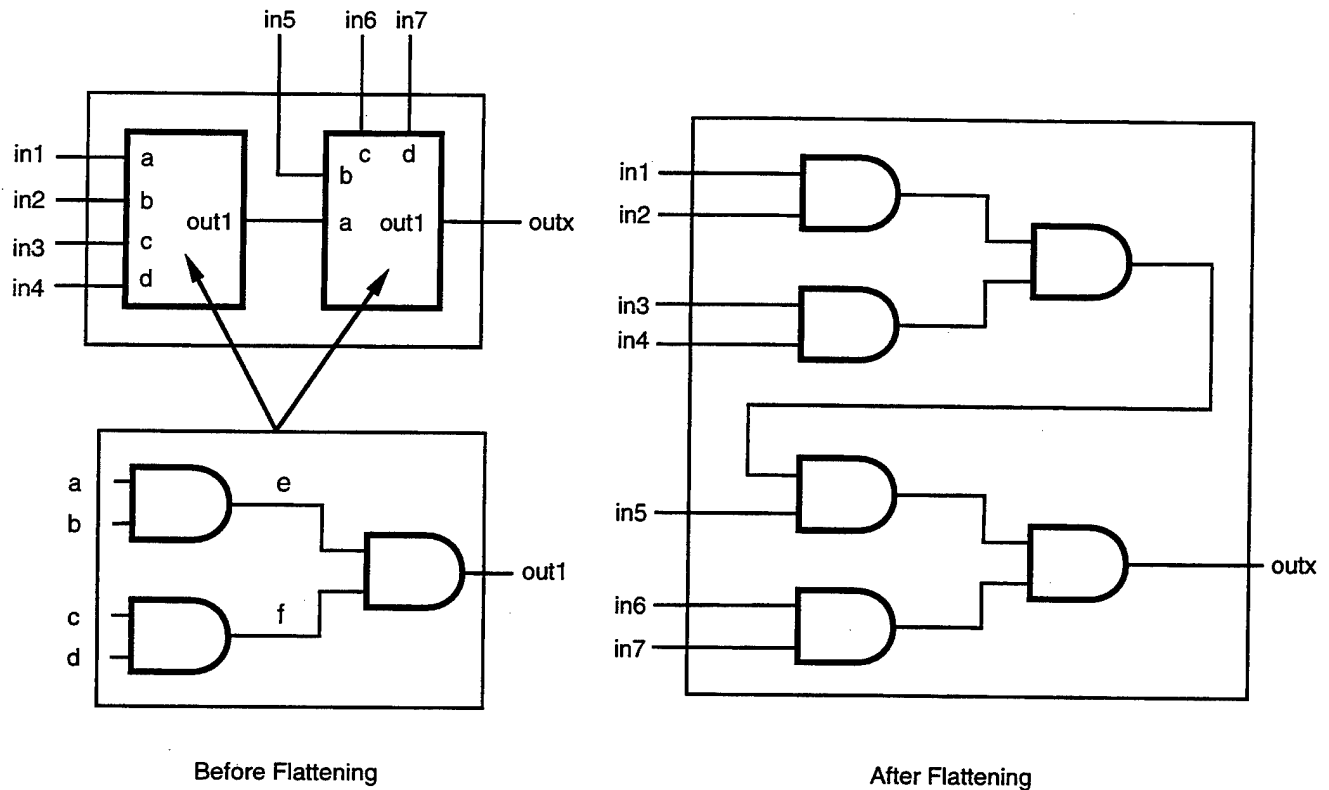 in5 in6 in7
in1 a
in2 b
in3 c
in4 d
out1
c d
b
a out1
outx
a
b
c
d
e
f
out1
Before Flattening
in1
in2
in3
in4
in5
in6
in7
outx
After Flattening